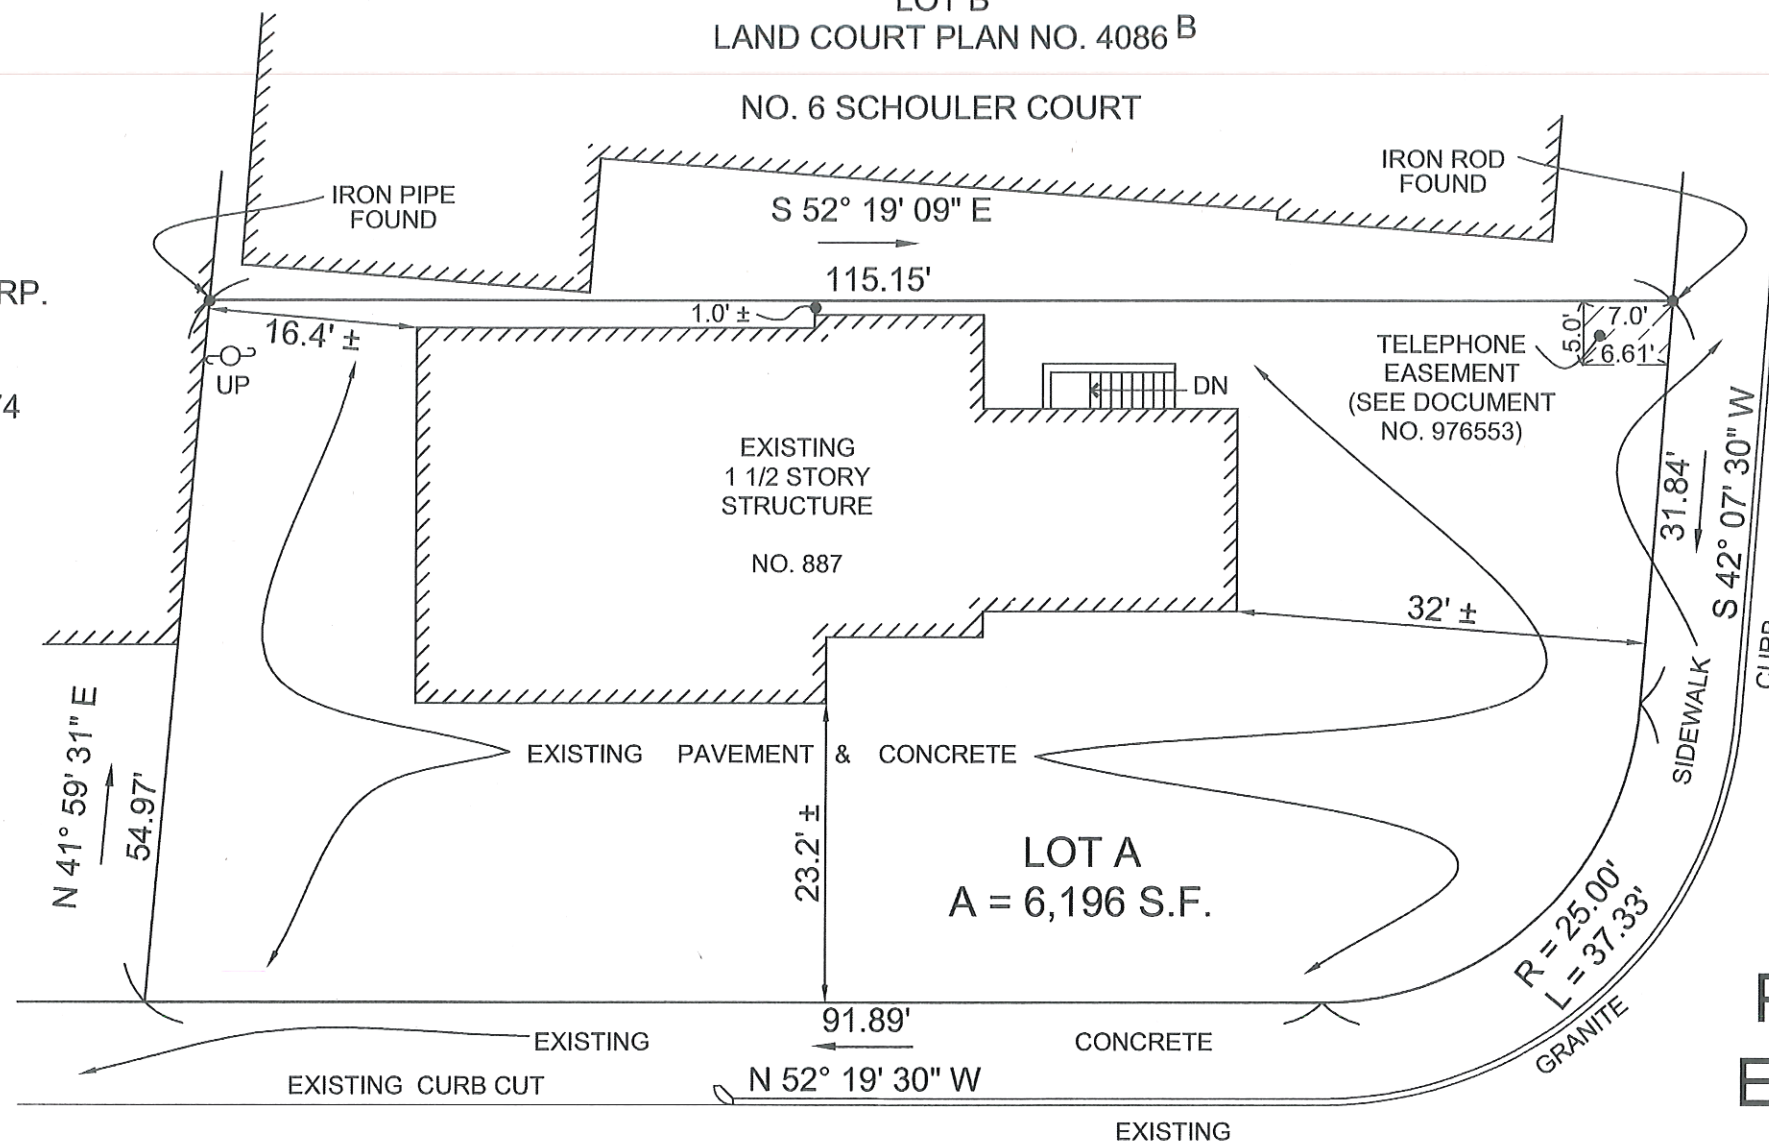 LOT B
LAND COURT PLAN NO. 4086 B
NO. 6 SCHOULER COURT
IRON PIPE
FOUND
IRON ROD
FOUND
S 52° 19' 09" E
115.15'
RP.
16.4' ±
1.0' ±
UP
DN
TELEPHONE
EASEMENT
(SEE DOCUMENT
NO. 976553)
5.0'
7.0'
6.61'
EXISTING
1 1/2 STORY
STRUCTURE
NO. 887
31.84'
S 42° 07' 30" W
32' ±
SIDEWALK
CURB
N 41° 59' 31" E
54.97'
EXISTING PAVEMENT & CONCRETE
23.2' ±
LOT A
A = 6,196 S.F.
R = 25.00'
L = 37.33'
GRANITE
91.89'
EXISTING CONCRETE
EXISTING CURB CUT
N 52° 19' 30" W
EXISTING